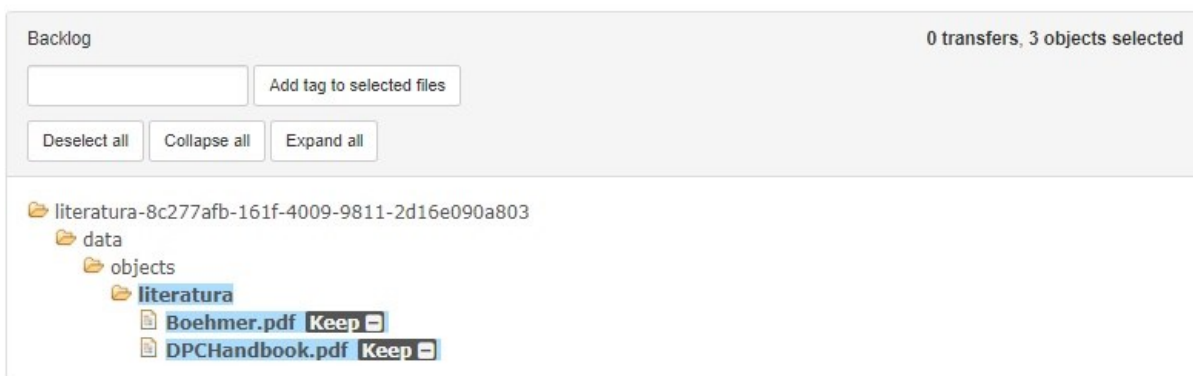 Backlog 0 transfers, 3 objects selected
Add tag to selected files
Deselect all Collapse all Expand all
literatura-8c277afb-161f-4009-9811-2d16e090a803
data
objects
literatura
Boehmer.pdf Keep
DPCHandbook.pdf Keep